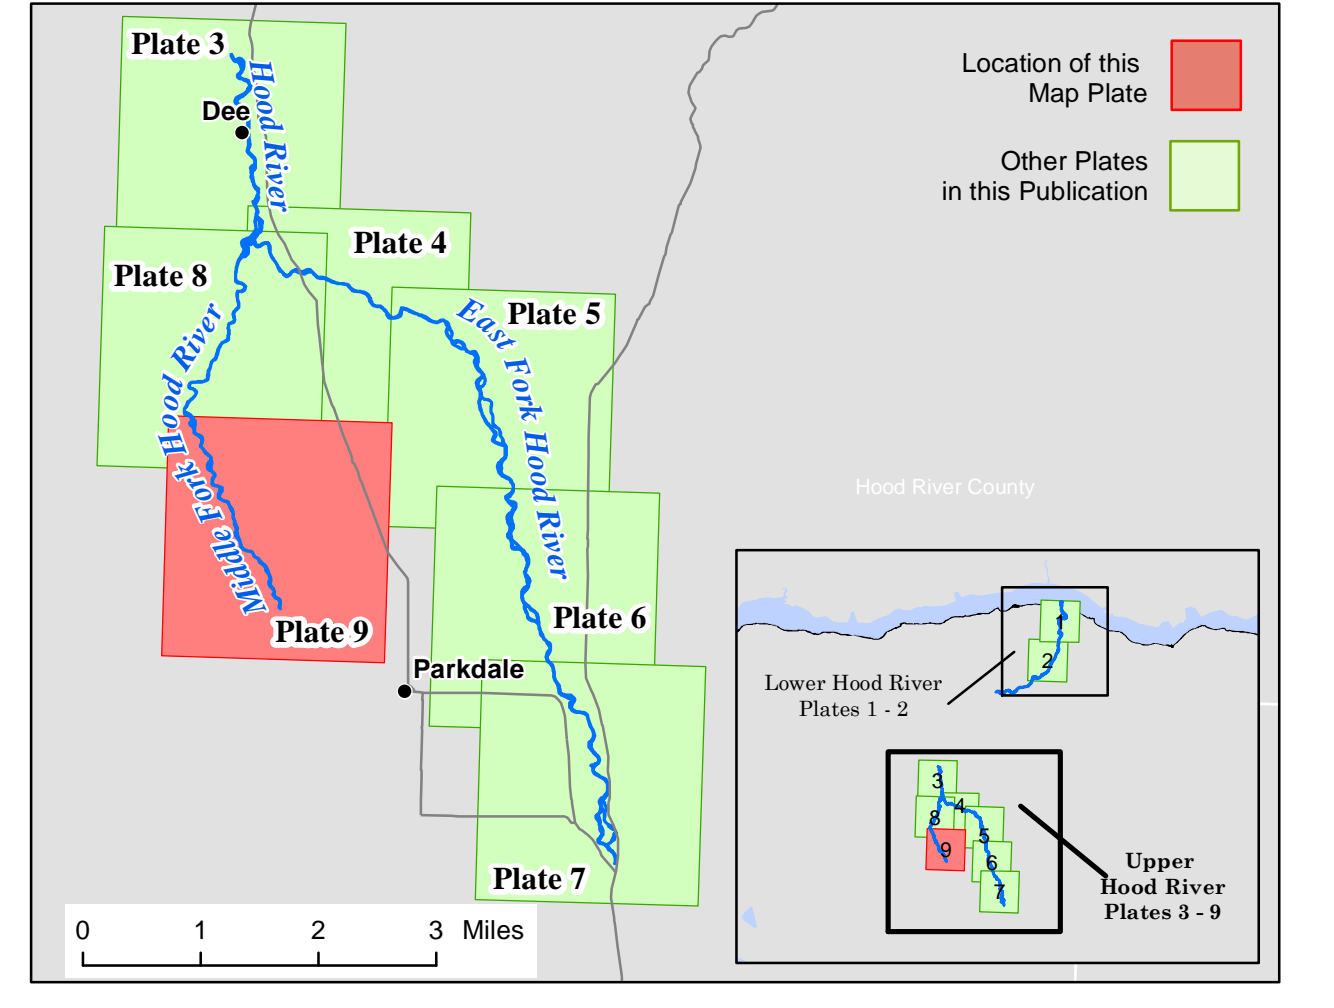 Plate 3
Hood River
Dee
Location of this
Map Plate
Other Plates
in this Publication
Plate 4
Plate 8
Plate 5
East Fork Hood River
Middle Fork Hood River
Hood River County
Plate 6
Plate 9
Parkdale
Plate 7
0 1 2 3 Miles
1
2
Lower Hood River
Plates 1 - 2
3
4
8
5
9
6
7
Upper
Hood River
Plates 3 - 9